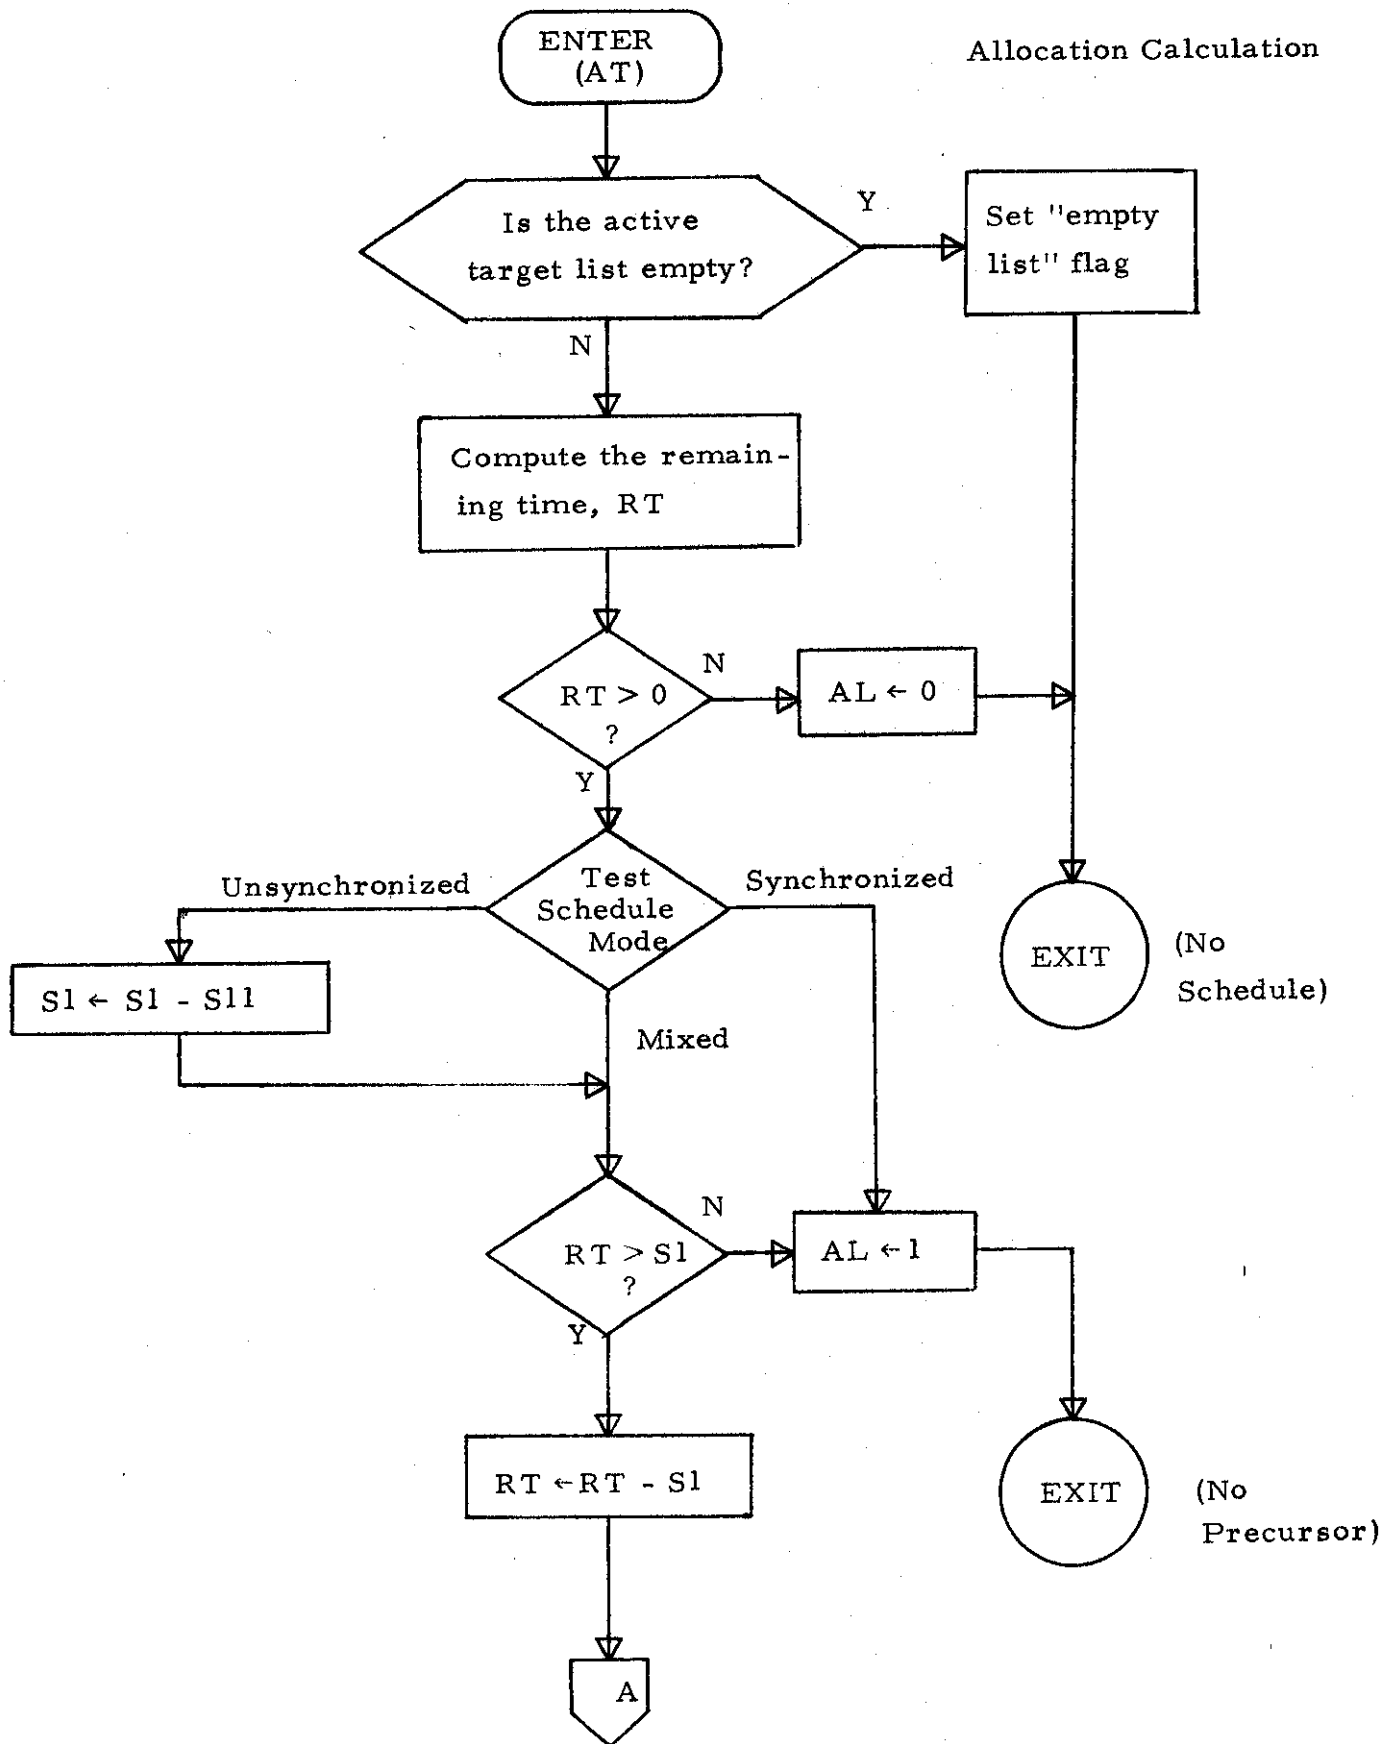 ENTER
(AT)
Allocation Calculation
Is the active
target list empty?
Y
Set "empty
list" flag
N
Compute the remain-
ing time, RT
RT > 0
?
N
AL ← 0
Y
Test
Schedule
Mode
Unsynchronized
Synchronized
S1 ← S1 - S11
Mixed
EXIT
(No
Schedule)
RT > S1
?
N
AL ← 1
Y
RT ← RT - S1
EXIT
(No
Precursor)
A